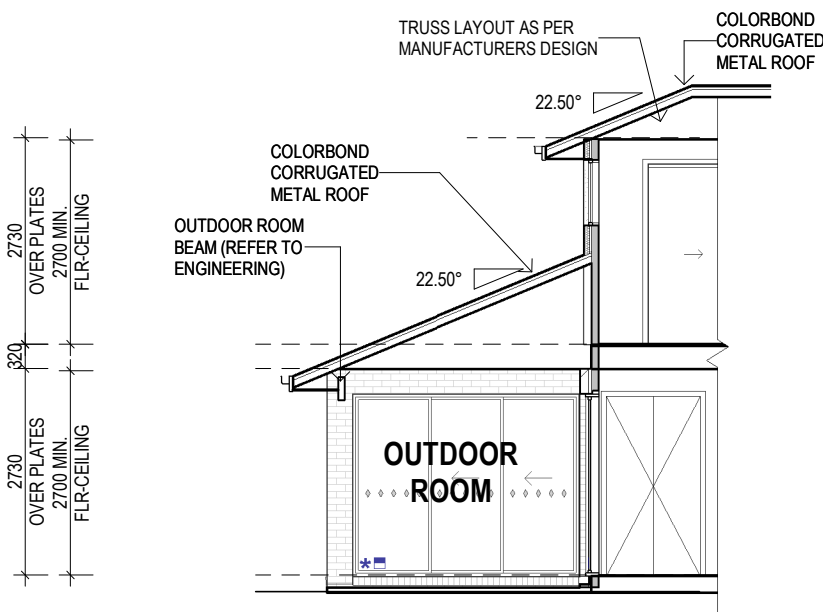 TRUSS LAYOUT AS PER
MANUFACTURERS DESIGN
COLORBOND
CORRUGATED
METAL ROOF
22.50°
COLORBOND
CORRUGATED
METAL ROOF
OUTDOOR ROOM
BEAM (REFER TO
ENGINEERING)
22.50°
2730
OVER PLATES
2700 MIN.
FLR-CEILING
320
2730
OVER PLATES
2700 MIN.
FLR-CEILING
OUTDOOR
ROOM
*